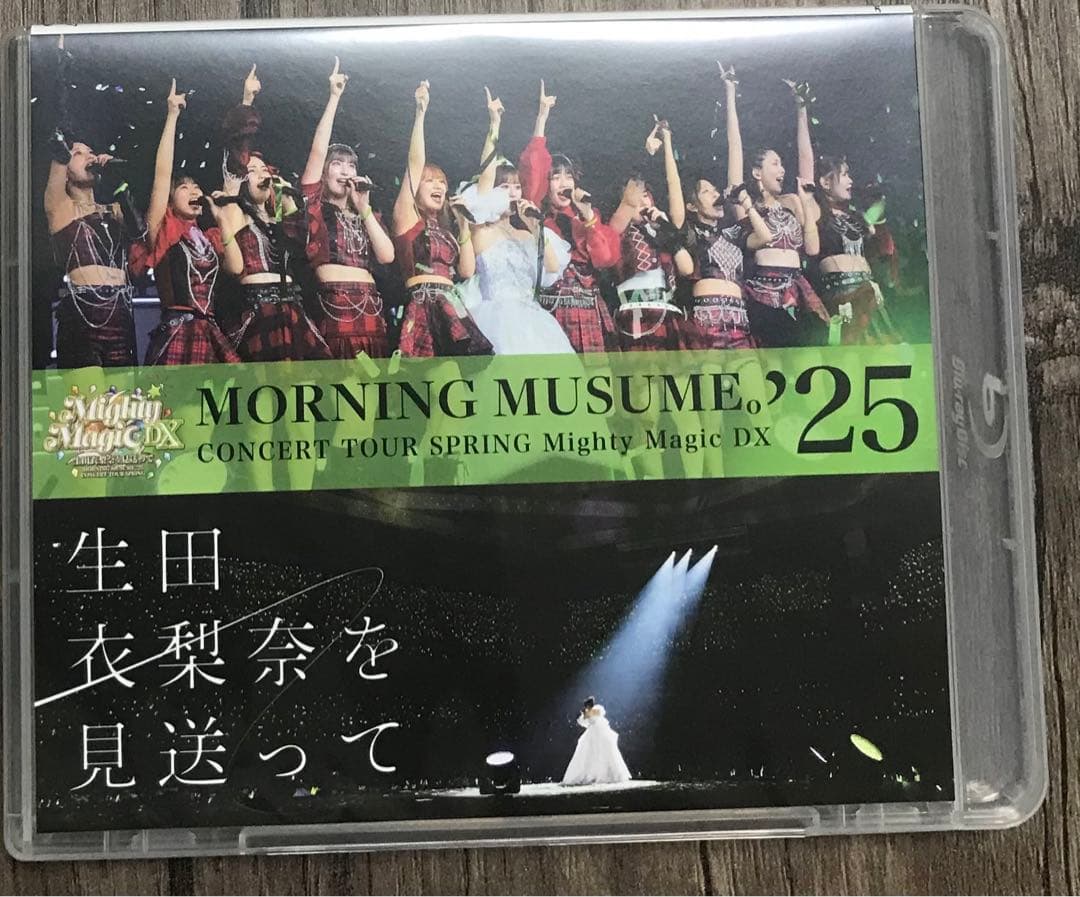 Mighty
Magic DX
MORNING MUSUME。'25
CONCERT TOUR SPRING Mighty Magic DX
生田
衣梨奈を
見送って
Blu-ray Disc